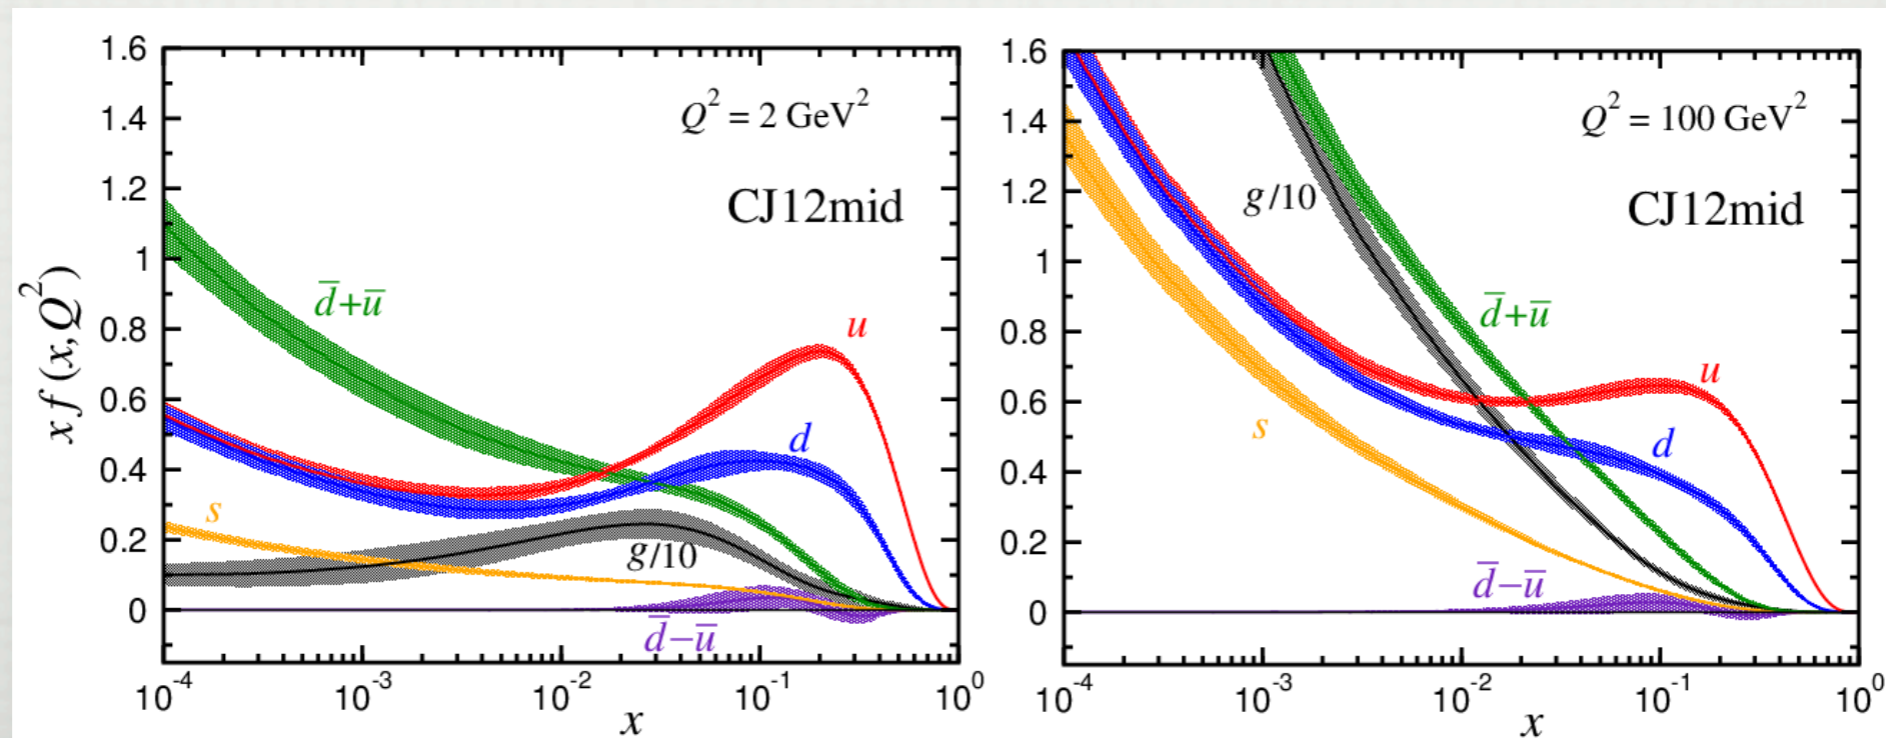 1.6
1.4
1.2
1
0.8
0.6
0.4
0.2
0
x f (x,Q²)
Q² = 2 GeV²
CJ12mid
d̄+ū
u
d
s
g/10
d̄−ū
10⁻⁴ 10⁻³ 10⁻² 10⁻¹ 10⁰
x
1.6
1.4
1.2
1
0.8
0.6
0.4
0.2
0
Q² = 100 GeV²
g/10
CJ12mid
d̄+ū
u
s
d
d̄−ū
10⁻⁴ 10⁻³ 10⁻² 10⁻¹ 10⁰
x